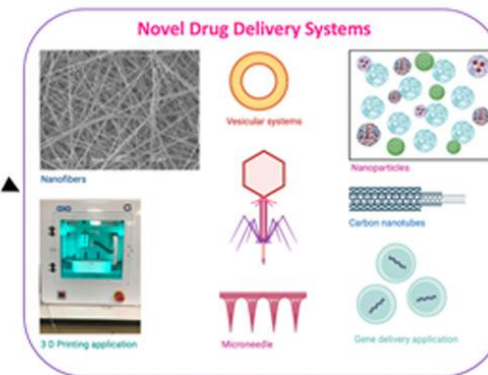 Novel Drug Delivery Systems
Vesicular systems
Nanofibers
Nanoparticles
Carbon nanotubes
3 D Printing application
Microneedle
Gene delivery application